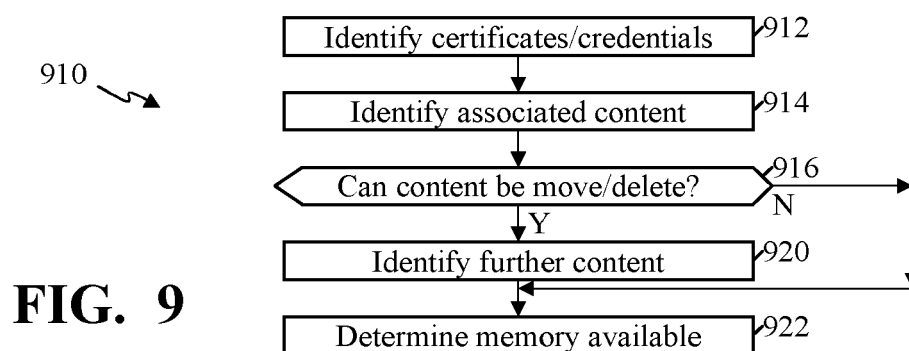 Identify certificates/credentials 912
910
Identify associated content 914
Can content be move/delete? 916
N
Y
Identify further content 920
FIG. 9
Determine memory available 922